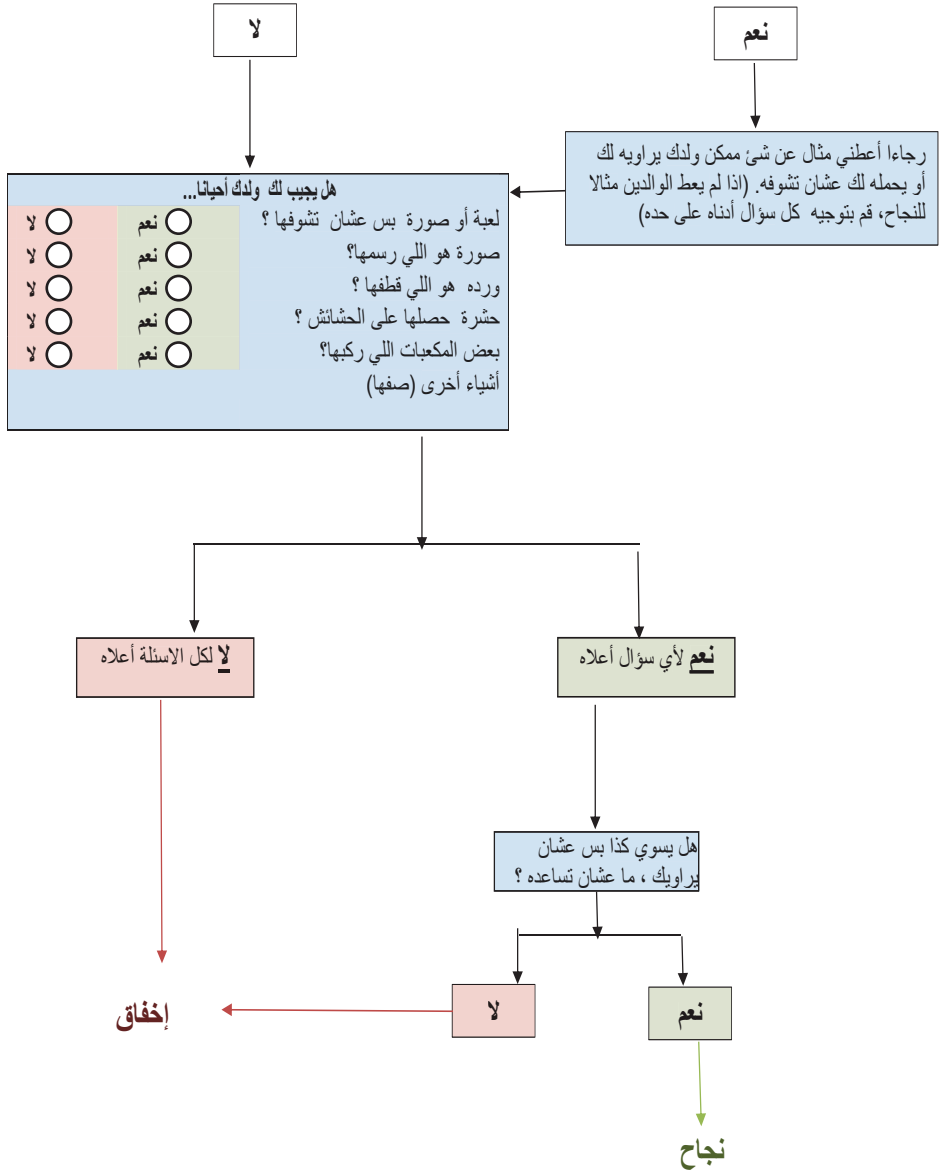 نعم
لا
رجاءا أعطني مثال عن شئ ممكن ولدك يراويه لك
أو يحمله لك عشان تشوفه. (اذا لم يعط الوالدين مثالا
للنجاح، قم بتوجيه كل سؤال أدناه على حده)
هل يجيب لك ولدك أحيانا...
لعبة أو صورة بس عشان تشوفها ؟ نعم لا
صورة هو اللي رسمها؟ نعم لا
ورده هو اللي قطفها ؟ نعم لا
حشرة حصلها على الحشائش ؟ نعم لا
بعض المكعبات اللي ركبها؟ نعم لا
أشياء أخرى (صفها)
نعم لأي سؤال أعلاه
لا لكل الاسئلة أعلاه
هل يسوي كذا بس عشان
يراويك ، ما عشان تساعده ؟
نعم
لا
إخفاق
نجاح